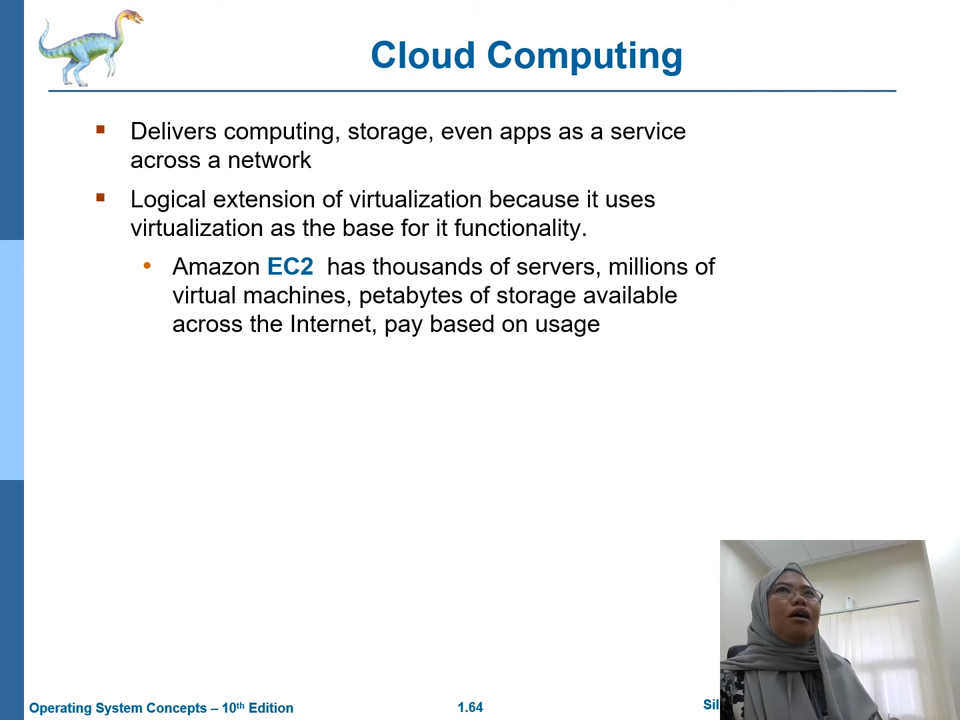 Cloud Computing
Delivers computing, storage, even apps as a service
across a network
Logical extension of virtualization because it uses
virtualization as the base for it functionality.
Amazon EC2 has thousands of servers, millions of
virtual machines, petabytes of storage available
across the Internet, pay based on usage
Operating System Concepts – 10th Edition
1.64